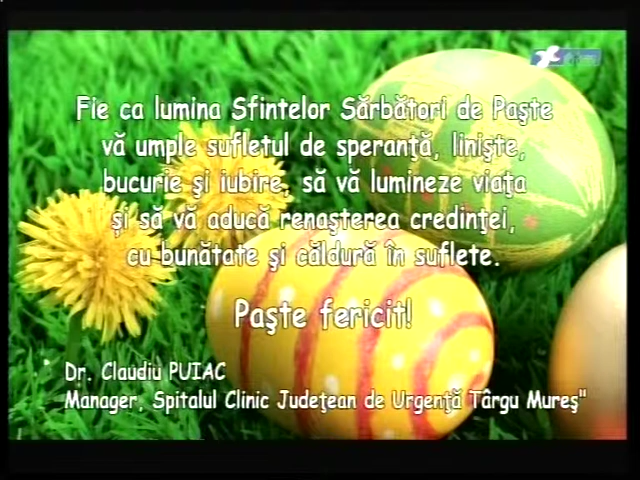 Fie ca lumina Sfintelor Sărbători de Paşte
vă umple sufletul de speranţă, linişte,
bucurie şi iubire, să vă lumineze viaţa
şi să vă aducă renaşterea credinţei,
cu bunătate şi căldură în suflete.
Paşte fericit!
Dr. Claudiu PUIAC
Manager, Spitalul Clinic Judeţean de Urgenţă Târgu Mureş"